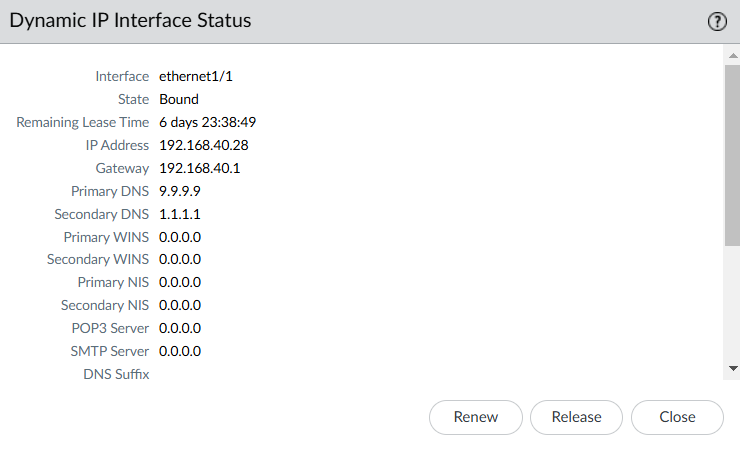 Dynamic IP Interface Status
?
Interface ethernet1/1
State Bound
Remaining Lease Time 6 days 23:38:49
IP Address 192.168.40.28
Gateway 192.168.40.1
Primary DNS 9.9.9.9
Secondary DNS 1.1.1.1
Primary WINS 0.0.0.0
Secondary WINS 0.0.0.0
Primary NIS 0.0.0.0
Secondary NIS 0.0.0.0
POP3 Server 0.0.0.0
SMTP Server 0.0.0.0
DNS Suffix
Renew Release Close